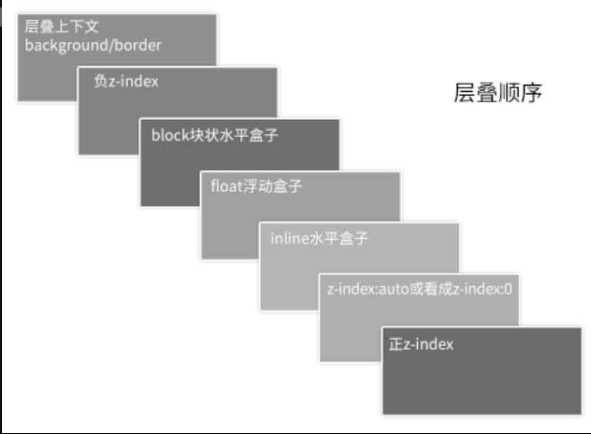 层叠上下文
background/border
负z-index
层叠顺序
block块状水平盒子
float浮动盒子
inline水平盒子
z-index:auto或看成z-index:0
正z-index